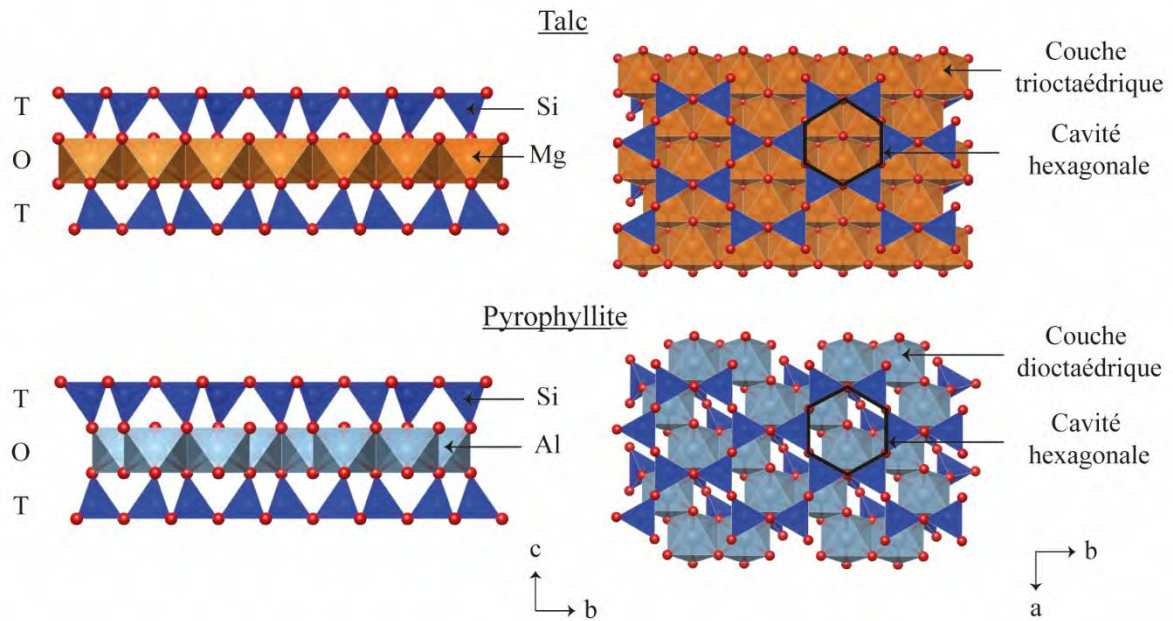 Talc
T
O
T
Si
Mg
Couche
trioctaédrique
Cavité
hexagonale
Pyrophyllite
T
O
T
Si
Al
Couche
dioctaédrique
Cavité
hexagonale
c
b
b
a